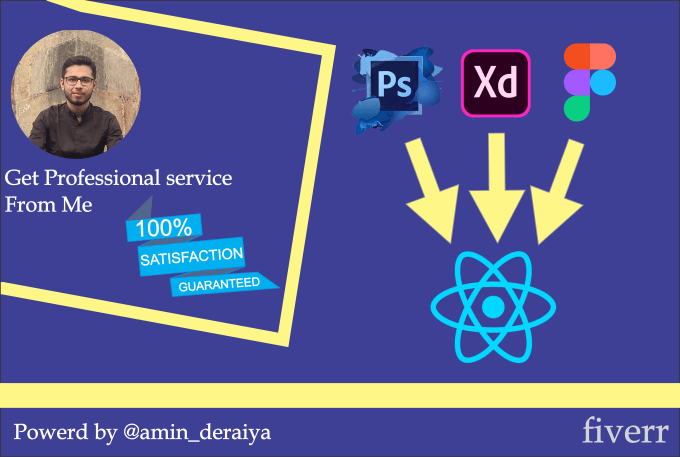 Ps
Xd
Get Professional service
From Me
100%
SATISFACTION
GUARANTEED
Powerd by @amin_deraiya
fiverr